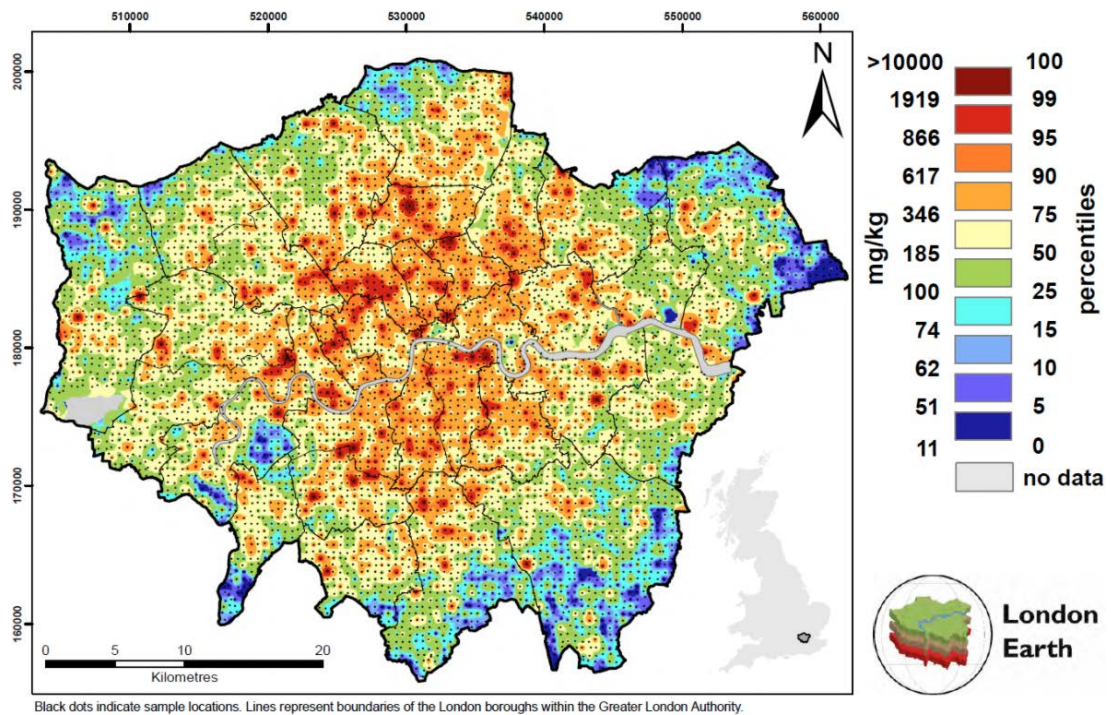 510000 520000 530000 540000 550000 560000
200000
190000
180000
170000
160000
N
>10000 100
1919 99
866 95
617 90
346 75
185 50
100 25
74 15
62 10
51 5
11 0
mg/kg
percentiles
no data
0 5 10 20
Kilometres
London
Earth
Black dots indicate sample locations. Lines represent boundaries of the London boroughs within the Greater London Authority.